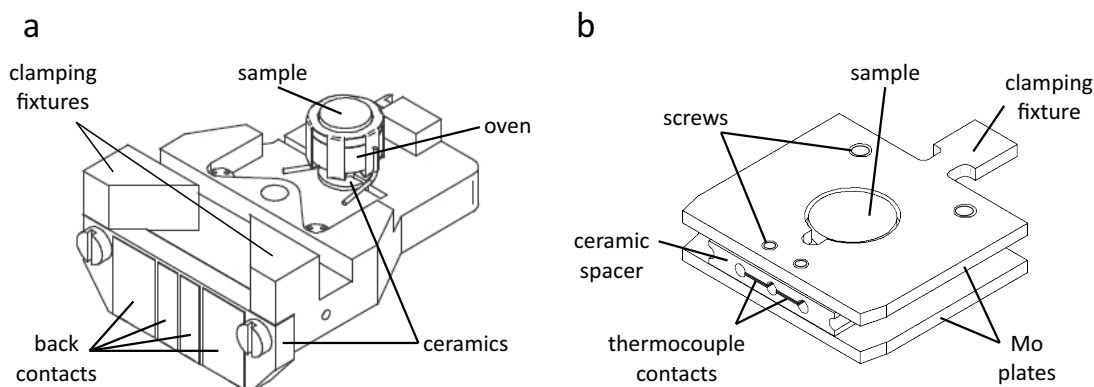 a
clamping
fixtures
sample
oven
back
contacts
ceramics
b
sample
clamping
fixture
screws
ceramic
spacer
thermocouple
contacts
Mo
plates